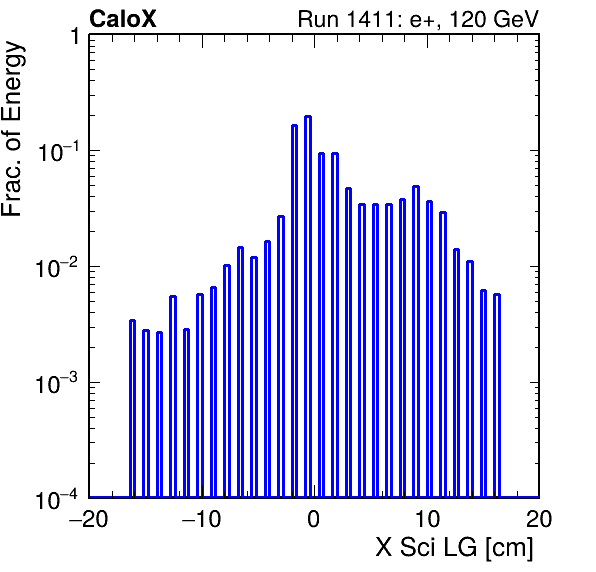 CaloX Run 1411: e+, 120 GeV
Frac. of Energy
1
10⁻¹
10⁻²
10⁻³
10⁻⁴
−20 −10 0 10 20
X Sci LG [cm]